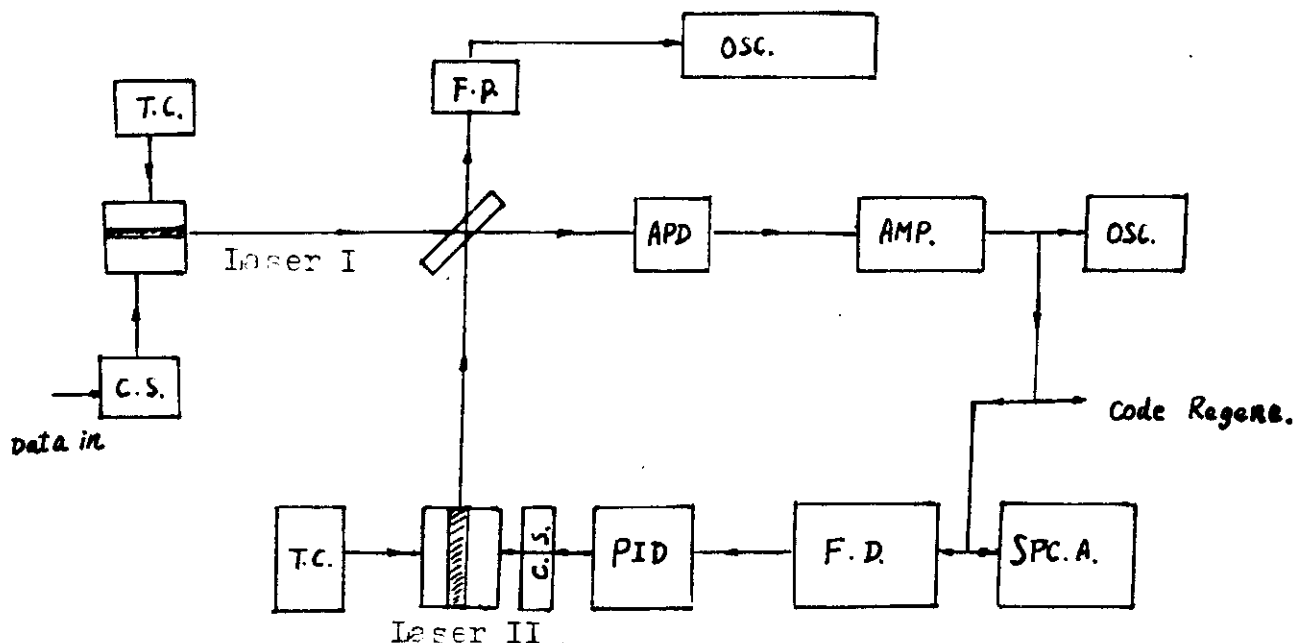 OSC.
F.P.
T.C.
APD
AMP.
OSC.
Laser I
C.S.
Data in
Code Regene.
T.C.
C.S.
PID
F.D.
SPC.A.
Laser II